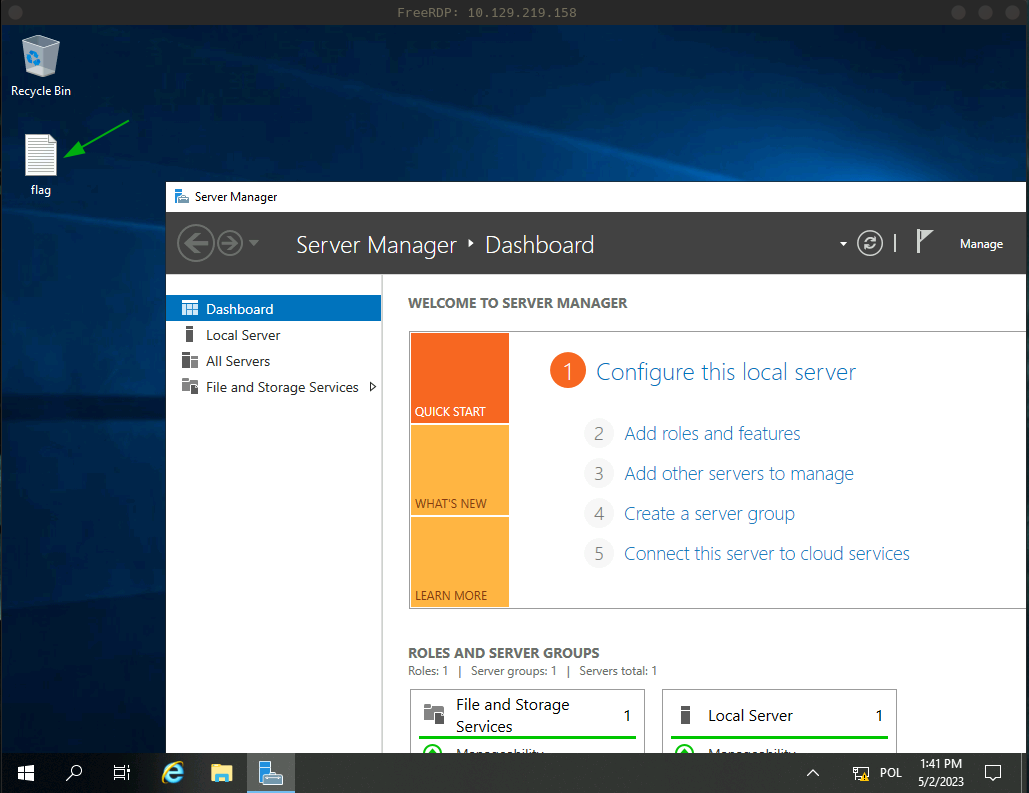 FreeRDP: 10.129.219.158
Recycle Bin
flag
Server Manager
Server Manager Dashboard
Manage
Dashboard
Local Server
All Servers
File and Storage Services
WELCOME TO SERVER MANAGER
QUICK START
WHAT'S NEW
LEARN MORE
1 Configure this local server
2 Add roles and features
3 Add other servers to manage
4 Create a server group
5 Connect this server to cloud services
ROLES AND SERVER GROUPS
Roles: 1 | Server groups: 1 | Servers total: 1
File and Storage
Services 1
Manageability
Local Server 1
Manageability
POL
1:41 PM
5/2/2023